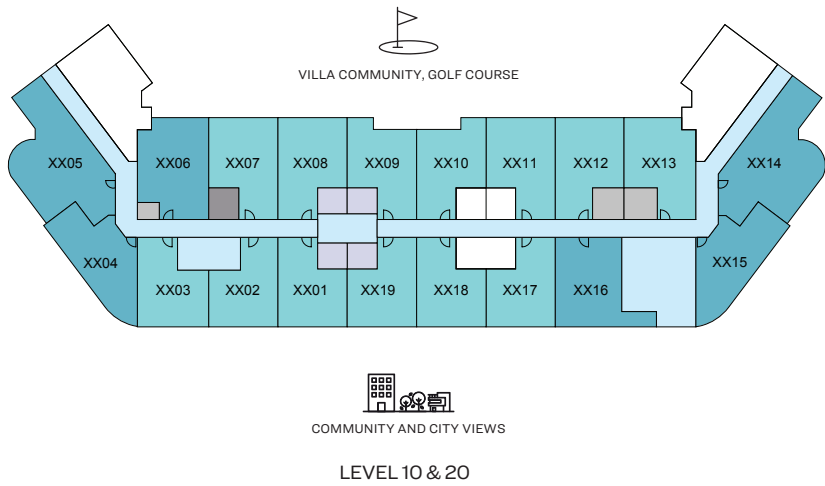 VILLA COMMUNITY, GOLF COURSE
XX05
XX06
XX07
XX08
XX09
XX10
XX11
XX12
XX13
XX14
XX04
XX03
XX02
XX01
XX19
XX18
XX17
XX16
XX15
COMMUNITY AND CITY VIEWS
LEVEL 10 & 20